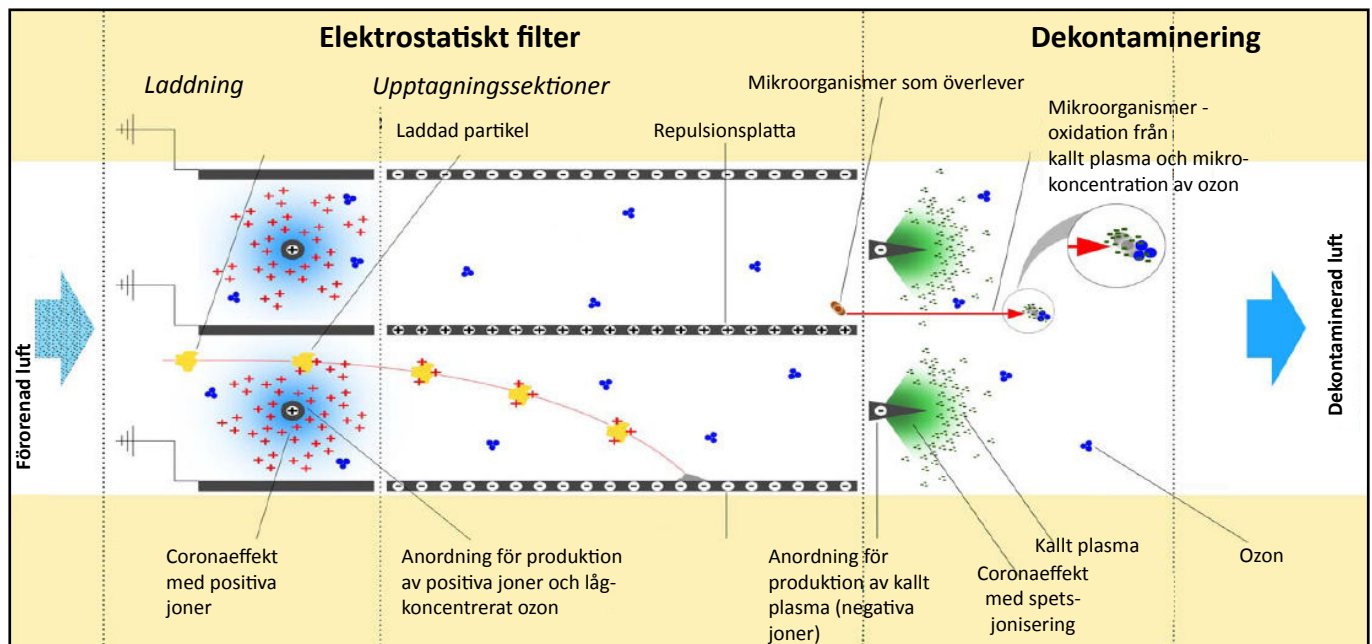 Elektrostatiskt filter
Dekontaminering
Laddning
Upptagningssektioner
Mikroorganismer som överlever
Laddad partikel
Repulsionsplatta
Mikroorganismer -
oxidation från
kallt plasma och mikro-
koncentration av ozon
Förorenad luft
Dekontaminerad luft
Coronaeffekt
med positiva
joner
Anordning för produktion
av positiva joner och låg-
koncentrerat ozon
Anordning för
produktion av kallt
plasma (negativa
joner)
Kallt plasma
Coronaeffekt
med spets-
jonisering
Ozon